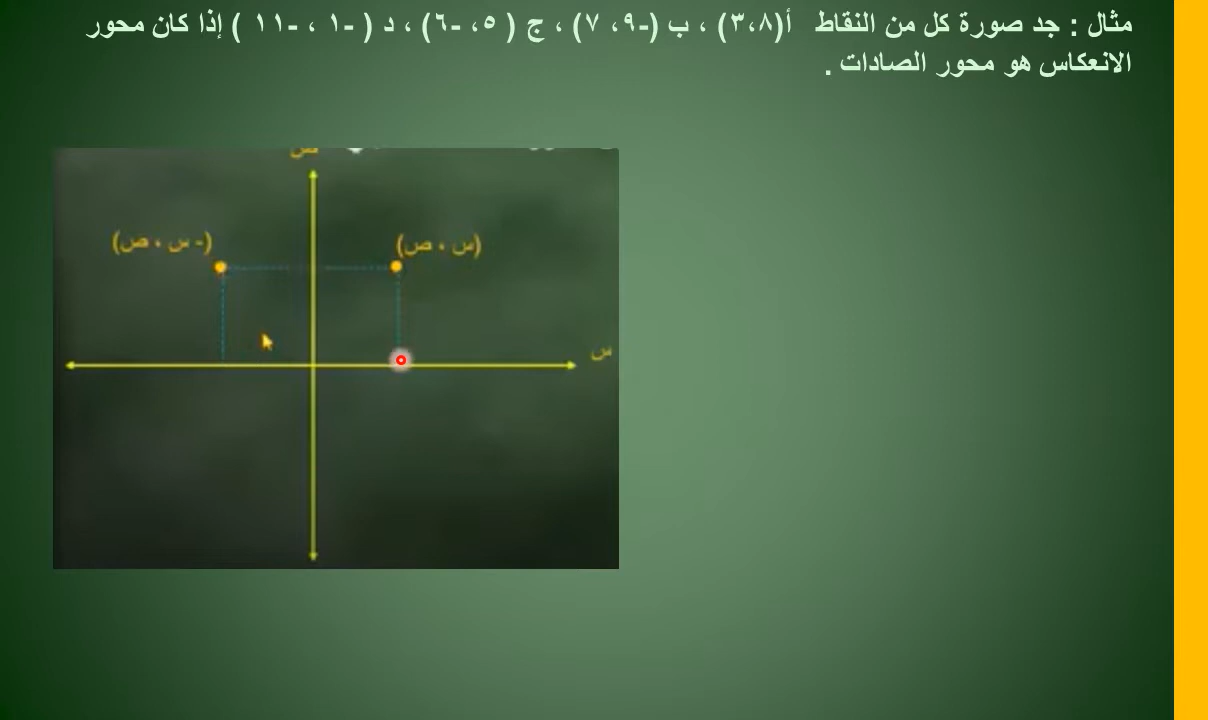 مثال : جد صورة كل من النقاط أ(٣،٨) ، ب (-٩، ٧) ، ج ( ٥، -٦) ، د ( -١ ، -١١ ) إذا كان محور
الانعكاس هو محور الصادات .
ص
(س ، ص)
(- س ، ص)
س